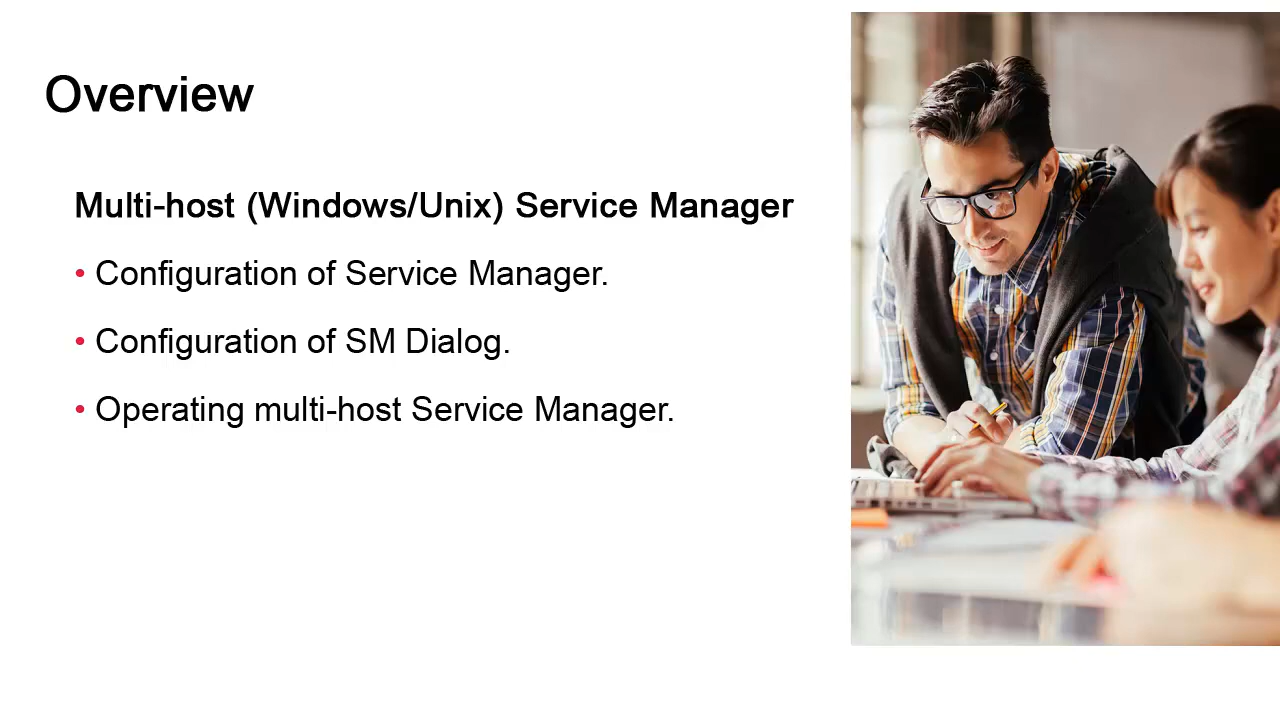 Overview
Multi-host (Windows/Unix) Service Manager
• Configuration of Service Manager.
• Configuration of SM Dialog.
• Operating multi-host Service Manager.